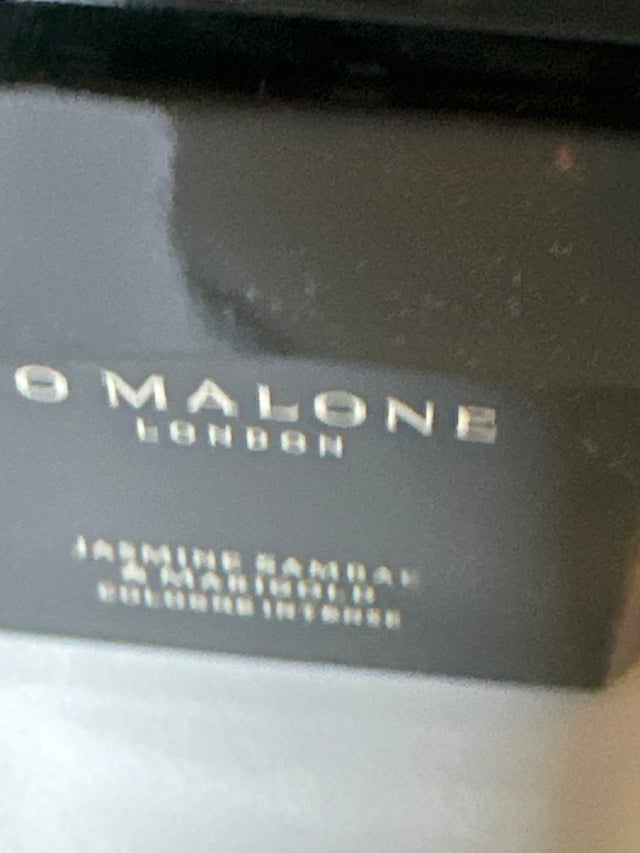 O MALONE
LONDON
JASMINE SAMBAC
& MARIGOLD
COLOGNE INTENSE